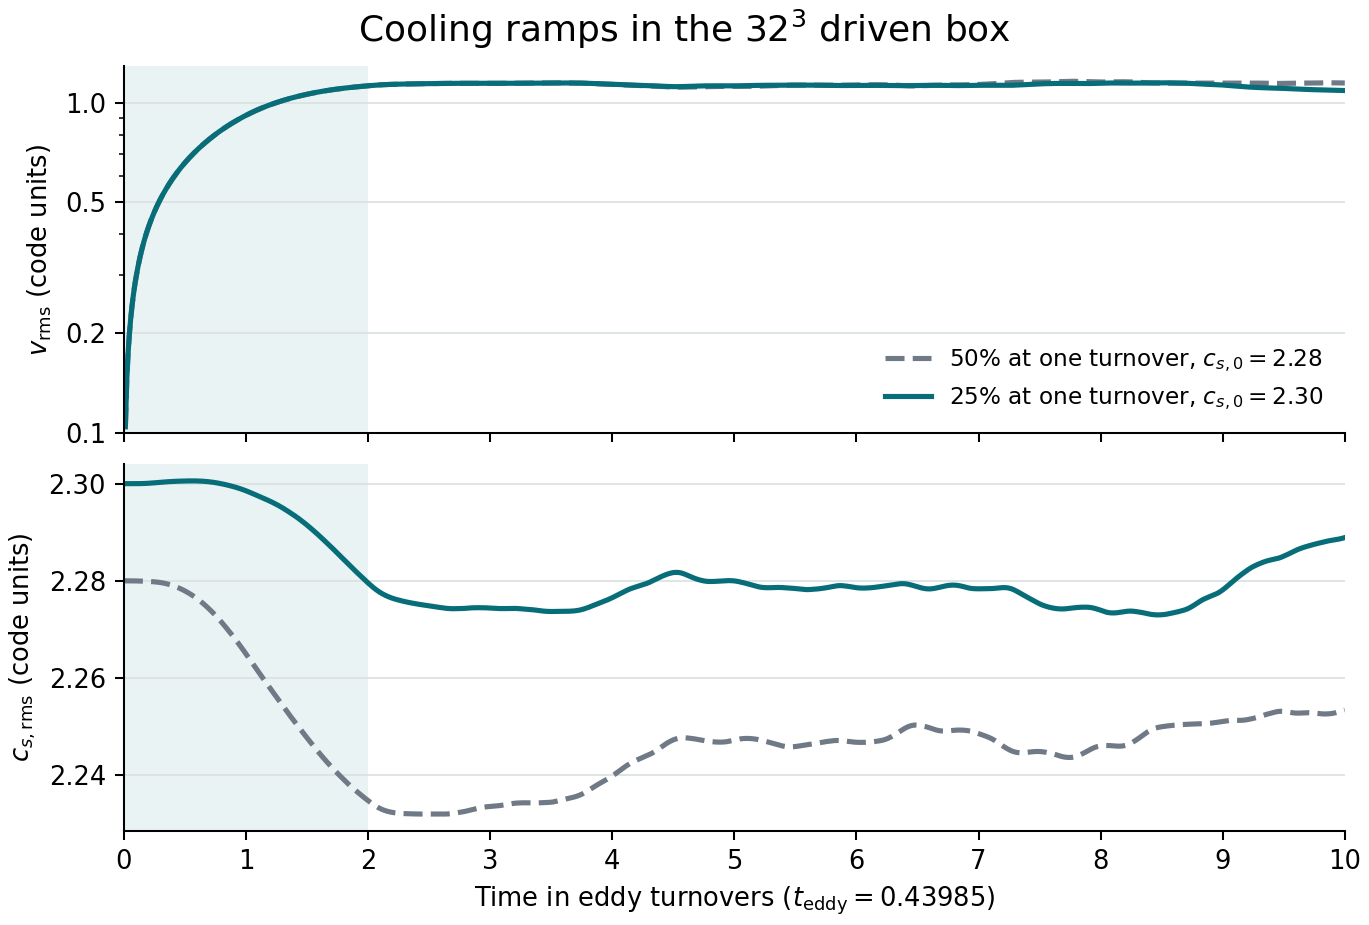 Cooling ramps in the 32³ driven box
v_rms (code units)
1.0
0.5
0.2
0.1
50% at one turnover, c_{s,0} = 2.28
25% at one turnover, c_{s,0} = 2.30
c_{s,rms} (code units)
2.30
2.28
2.26
2.24
0 1 2 3 4 5 6 7 8 9 10
Time in eddy turnovers (t_eddy = 0.43985)